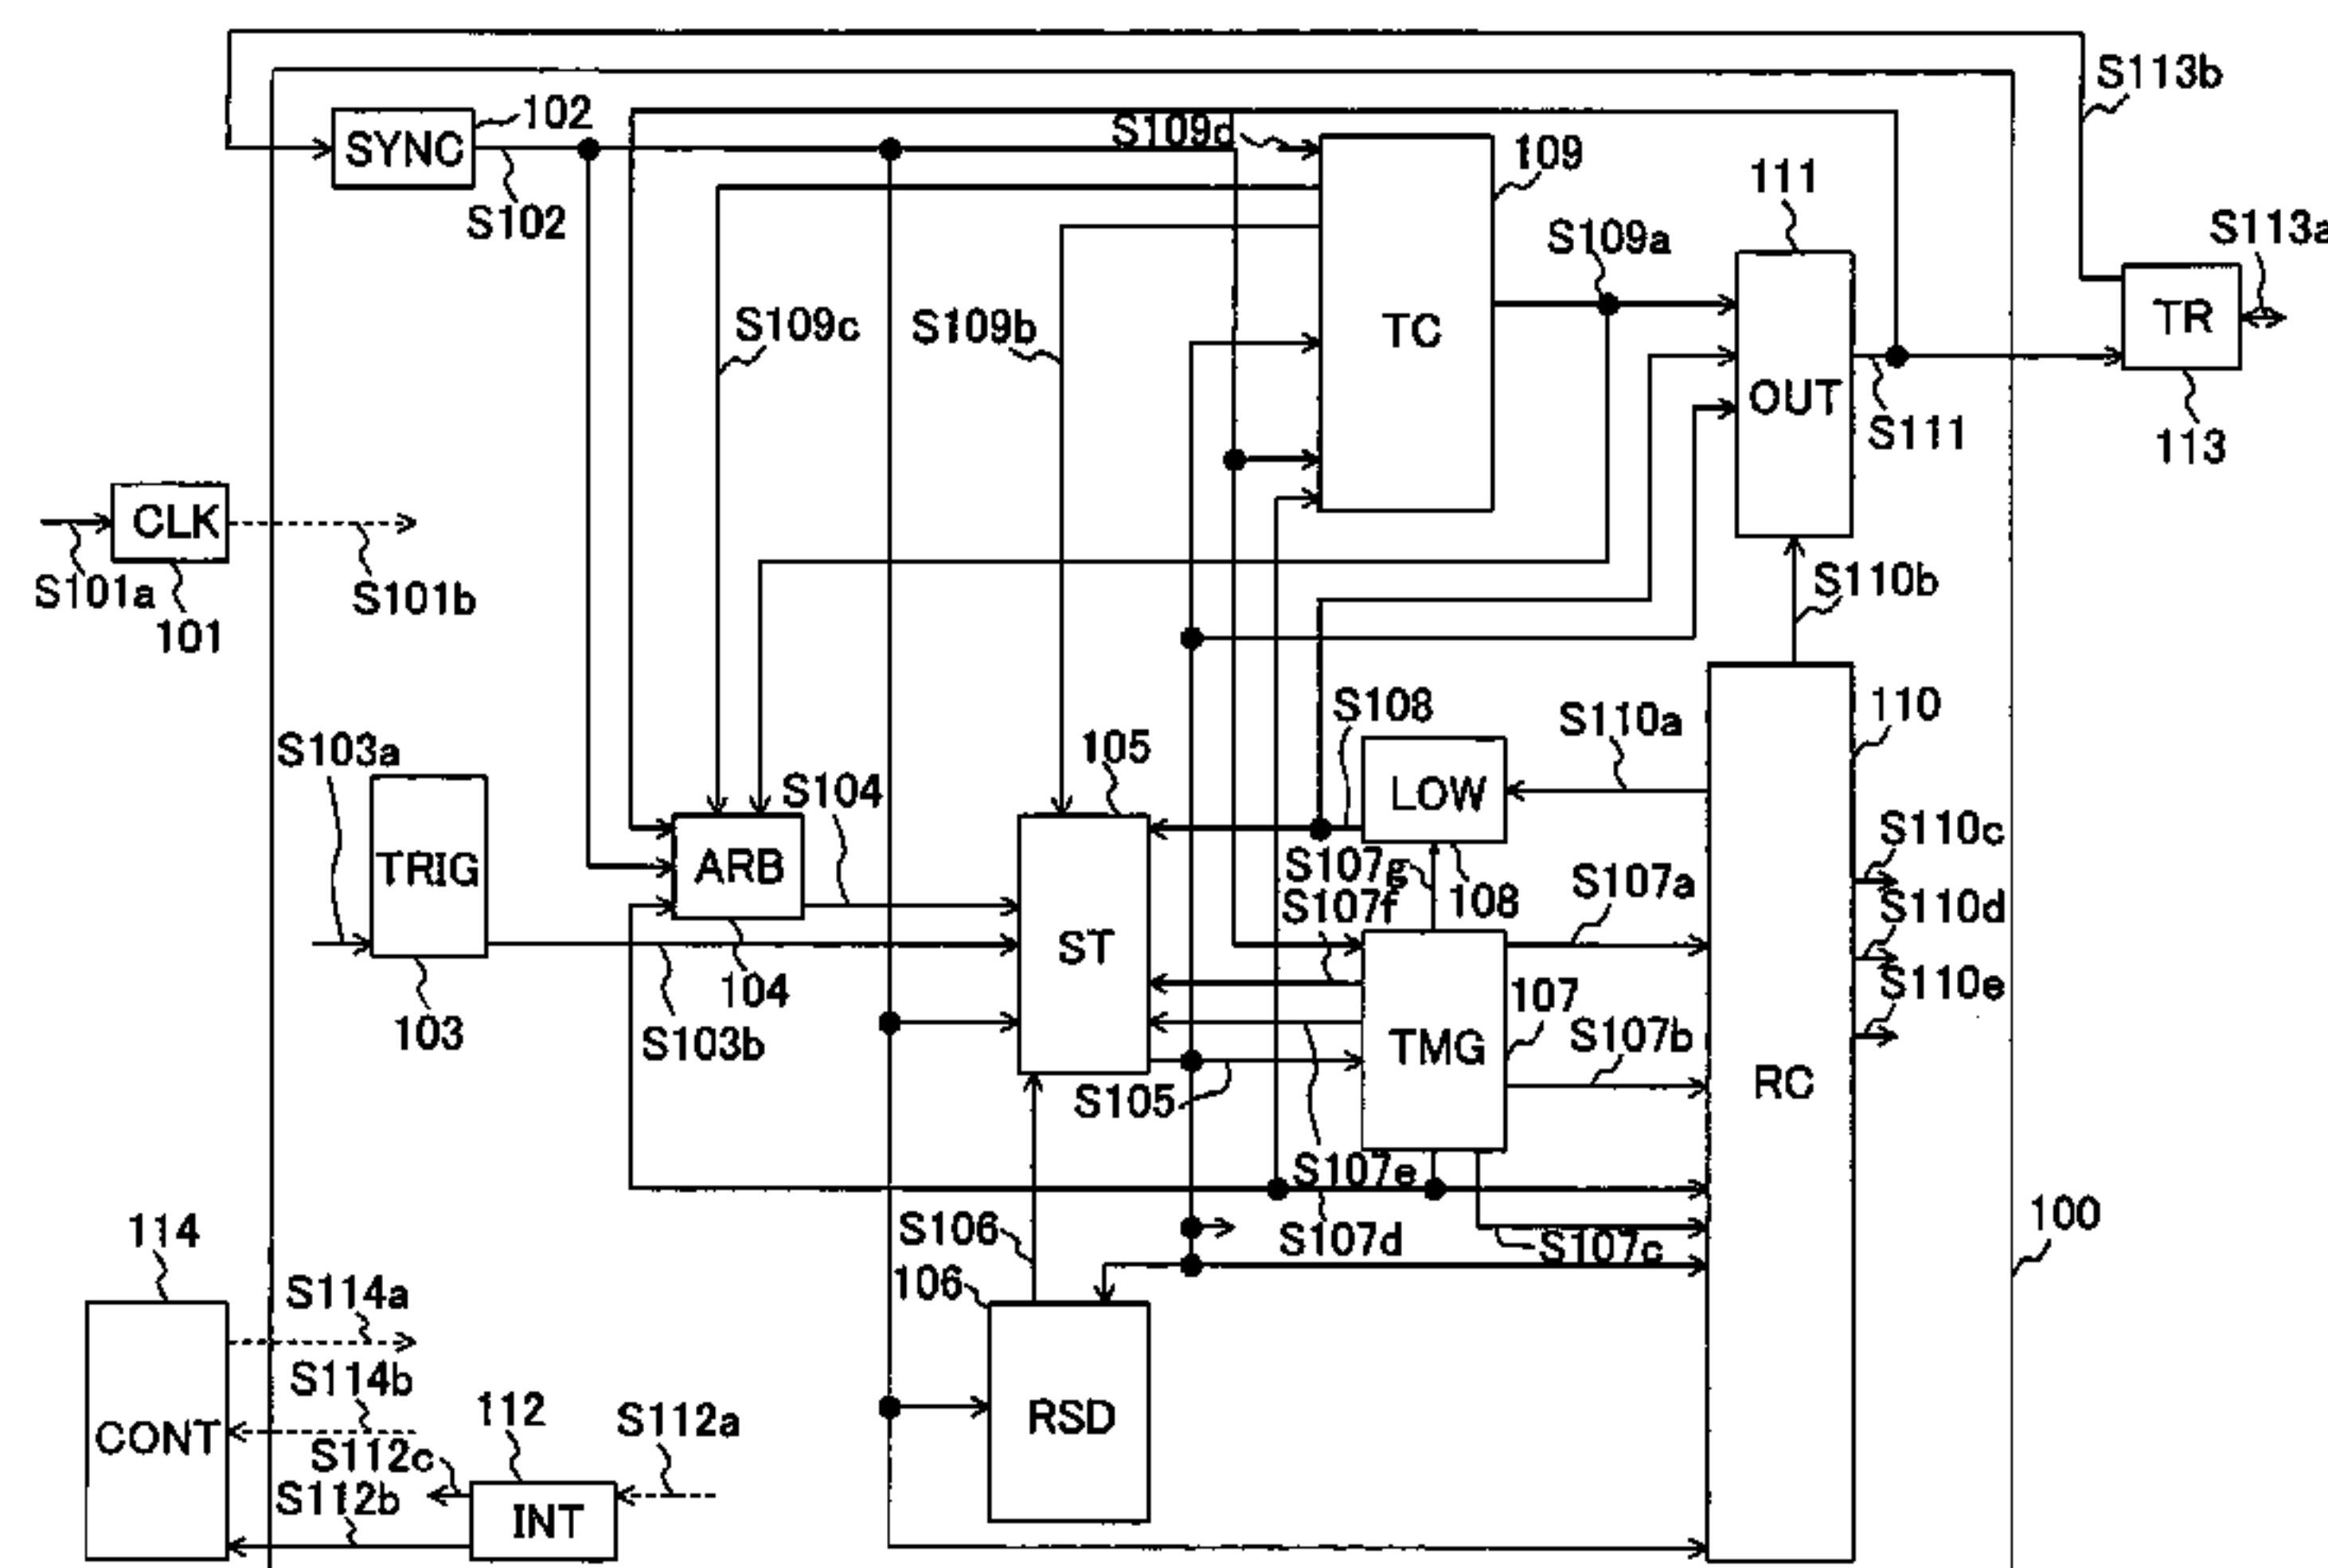 S113b
102
SYNC
S109d
109
111
S102
S109a
S113a
S109c
S109b
TC
TR
OUT
S111
113
CLK
S101a
S101b
101
S110b
S108
S110a
110
S103a
105
S104
LOW
S110c
TRIG
ARB
S107g
108
S107a
S110d
S107f
ST
104
107
S110e
103
S103b
TMG
S107b
RC
S105
S107e
114
S106
S107d
S107c
100
106
S114a
S114b
112
S112a
CONT
S112c
RSD
S112b
INT